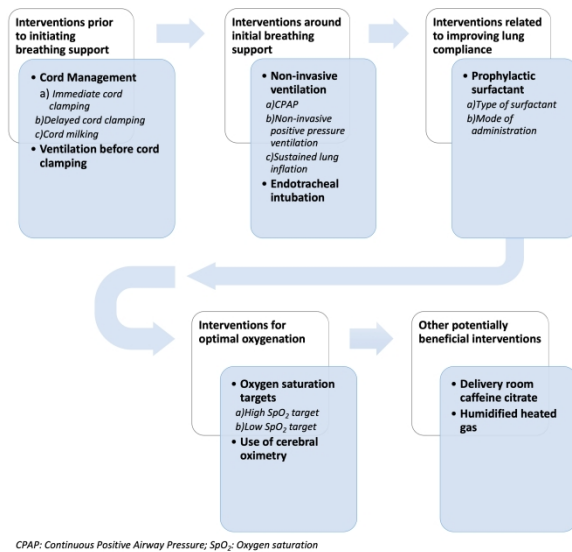 Interventions prior
to initiating
breathing support
• Cord Management
a) Immediate cord
clamping
b)Delayed cord clamping
c)Cord milking
• Ventilation before cord
clamping
Interventions around
initial breathing
support
• Non-invasive
ventilation
a)CPAP
b)Non-invasive
positive pressure
ventilation
c)Sustained lung
inflation
• Endotracheal
intubation
Interventions related
to improving lung
compliance
• Prophylactic
surfactant
a)Type of surfactant
b)Mode of
administration
Interventions for
optimal oxygenation
• Oxygen saturation
targets
a)High SpO₂ target
b)Low SpO₂ target
• Use of cerebral
oximetry
Other potentially
beneficial interventions
• Delivery room
caffeine citrate
• Humidified heated
gas
CPAP: Continuous Positive Airway Pressure; SpO₂: Oxygen saturation